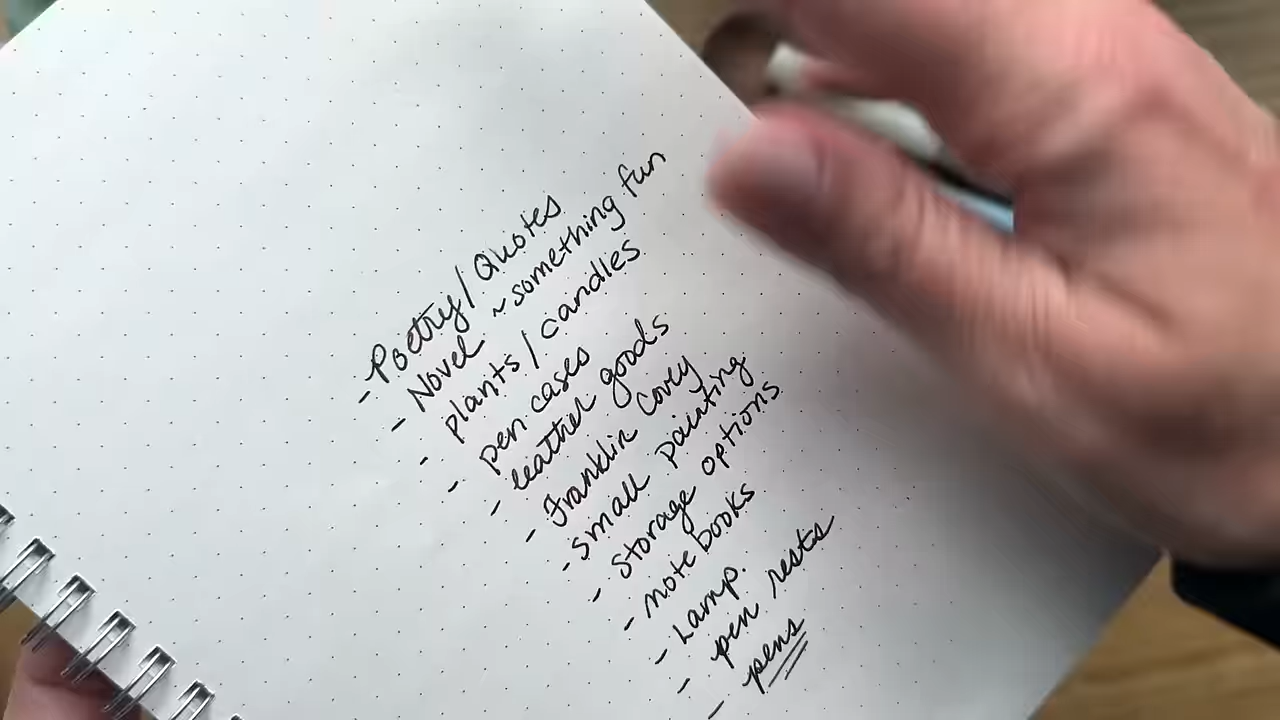 - Poetry / Quotes
- Novel ~ something fun
- plants / candles
- pen cases
- leather goods
- Franklin Covey
- small painting
- Storage options
- notebooks
- Lamp.
- pen rests
- pens